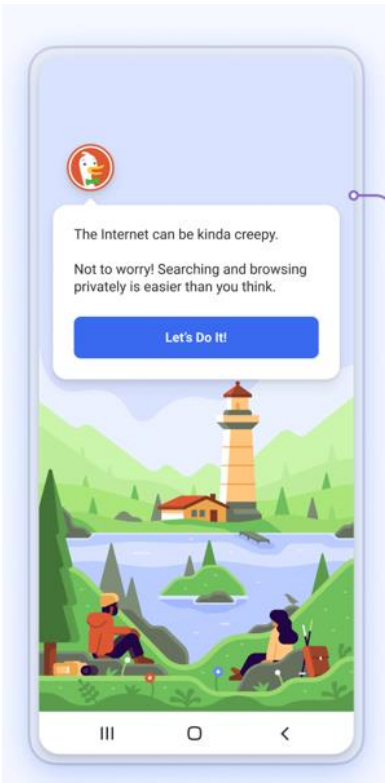 The Internet can be kinda creepy.
Not to worry! Searching and browsing
privately is easier than you think.
Let's Do It!